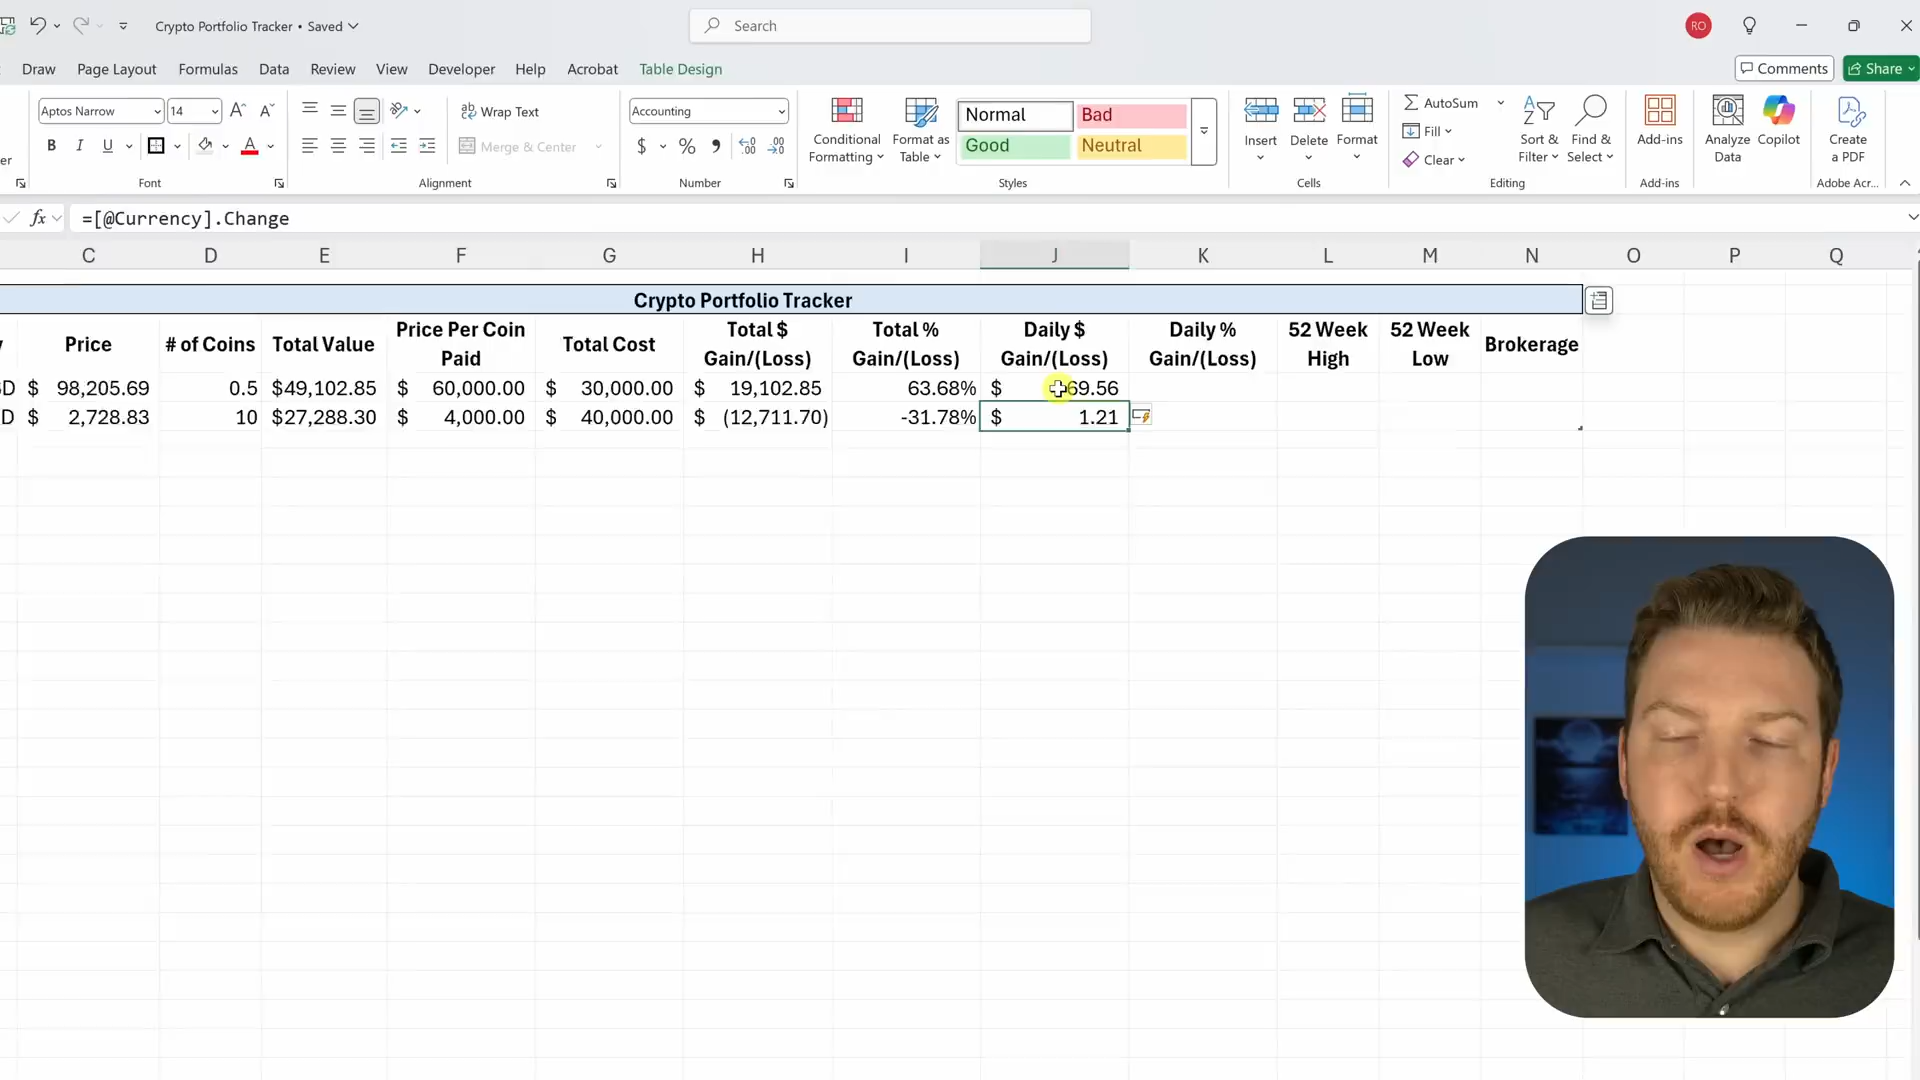 Crypto Portfolio Tracker • Saved
Search
RO
Draw Page Layout Formulas Data Review View Developer Help Acrobat Table Design
Comments Share
Aptos Narrow 14 Wrap Text Accounting
Conditional Formatting
Format as Table
Normal Bad
Good Neutral
Insert Delete Format
AutoSum
Fill
Clear
Sort & Filter
Find & Select
Add-ins
Analyze Data
Copilot
Create a PDF
B I U A Merge & Center $ % ,
Font Alignment Number Styles Cells Editing Add-ins Adobe Acr...
fx =[@Currency].Change
C D E F G H I J K L M N O P Q
Crypto Portfolio Tracker
Price # of Coins Total Value Price Per Coin Paid Total Cost Total $ Gain/(Loss) Total % Gain/(Loss) Daily $ Gain/(Loss) Daily % Gain/(Loss) 52 Week High 52 Week Low Brokerage
$ 98,205.69 0.5 $49,102.85 $ 60,000.00 $ 30,000.00 $ 19,102.85 63.68% $ 69.56
D $ 2,728.83 10 $27,288.30 $ 4,000.00 $ 40,000.00 $ (12,711.70) -31.78% $ 1.21